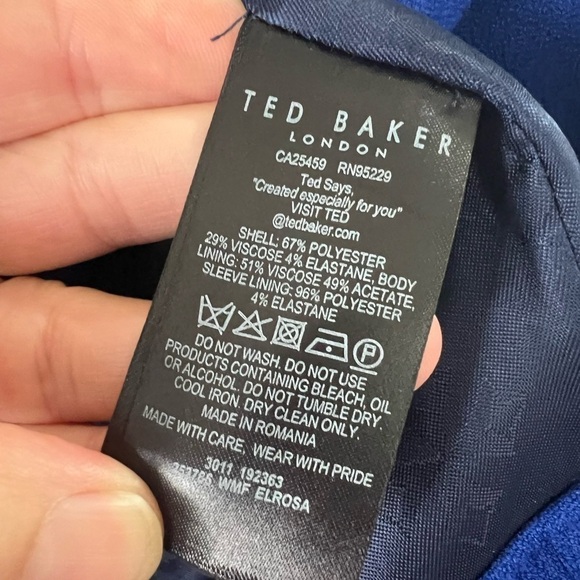 TED BAKER
LONDON
CA25459 RN95229
Ted Says,
"Created especially for you"
VISIT TED
@tedbaker.com
SHELL: 67% POLYESTER
29% VISCOSE 4% ELASTANE, BODY
LINING: 51% VISCOSE 49% ACETATE,
SLEEVE LINING: 96% POLYESTER
4% ELASTANE
P
DO NOT WASH. DO NOT USE
PRODUCTS CONTAINING BLEACH, OIL
OR ALCOHOL. DO NOT TUMBLE DRY.
COOL IRON. DRY CLEAN ONLY.
MADE IN ROMANIA
MADE WITH CARE, WEAR WITH PRIDE
3011 192363
WMF ELROSA